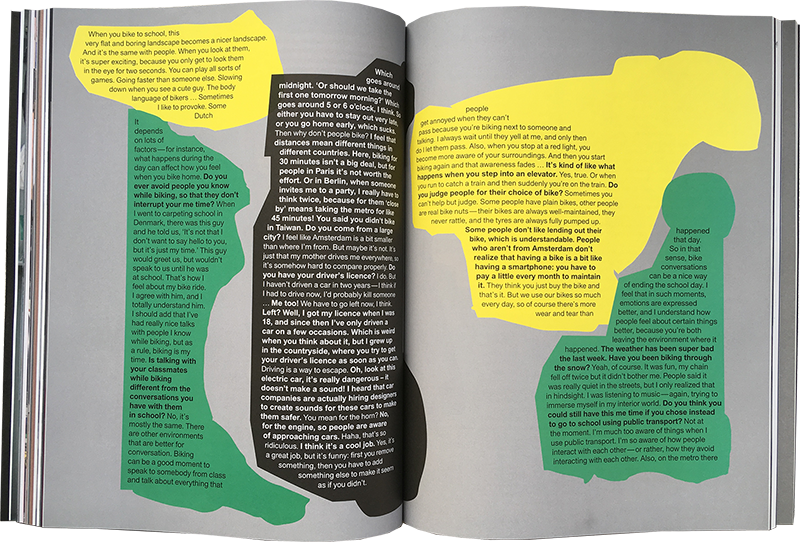 When you bike to school, this
very flat and boring landscape becomes a nicer landscape.
And it's the same with people. When you look at them,
it's super exciting, because you only get to look them
in the eye for two seconds. You can play all sorts of
games. Going faster than someone else. Slowing
down when you see a cute guy. The body
language of bikers … Sometimes
I like to provoke. Some
Dutch
It
depends
on lots of
factors — for instance,
what happens during the
day can affect how you feel
when you bike home. Do you
ever avoid people you know
while biking, so that they don't
interrupt your me time? When
I went to carpeting school in
Denmark, there was this guy
and he told us, 'It's not that I
don't want to say hello to you,
but it's just my time.' This guy
would greet us, but wouldn't
speak to us until he was
at school. That's how I
feel about my bike ride.
I agree with him, and I
totally understand him.
I should add that I've
had really nice talks
with people I know
while biking, but as
a rule, biking is my
time. Is talking with
your classmates
while biking
different from the
conversations you
have with them
in school? No, it's
mostly the same. There
are other environments
that are better for
conversation. Biking
can be a good moment to
speak to somebody from class
and talk about everything that
Which
goes around
midnight. 'Or should we take the
first one tomorrow morning?' Which
goes around 5 or 6 o'clock, I think. So
either you have to stay out very late,
or you go home early, which sucks.
Then why don't people bike? I feel that
distances mean different things in
different countries. Here, biking for
30 minutes isn't a big deal, but for
people in Paris it's not worth the
effort. Or in Berlin, when someone
invites me to a party, I really have to
think twice, because for them 'close
by' means taking the metro for like
45 minutes! You said you didn't bike
in Taiwan. Do you come from a large
city? I feel like Amsterdam is a bit smaller
than where I'm from. But maybe it's not. It's
just that my mother drives me everywhere, so
it's somehow hard to compare properly. Do
you have your driver's licence? I do. But
I haven't driven a car in two years — I think if
I had to drive now, I'd probably kill someone
… Me too! We have to go left now, I think.
Left? Well, I got my licence when I was
18, and since then I've only driven a
car on a few occasions. Which is weird
when you think about it, but I grew up
in the countryside, where you try to get
your driver's licence as soon as you can.
Driving is a way to escape. Oh, look at this
electric car, it's really dangerous – it
doesn't make a sound! I heard that car
companies are actually hiring designers
to create sounds for these cars to make
them safer. You mean for the horn? No,
for the engine, so people are aware
of approaching cars. Haha, that's so
ridiculous. I think it's a cool job. Yes, it's
a great job, but it's funny: first you remove
something, then you have to add
something else to make it seem
as if you didn't.
people
get annoyed when they can't
pass because you're biking next to someone and
talking. I always wait until they yell at me, and only then
do I let them pass. Also, when you stop at a red light, you
become more aware of your surroundings. And then you start
biking again and that awareness fades … It's kind of like what
happens when you step into an elevator. Yes, true. Or when
you run to catch a train and then suddenly you're on the train. Do
you judge people for their choice of bike? Sometimes you
can't help but judge. Some people have plain bikes, other people
are real bike nuts — their bikes are always well-maintained, they
never rattle, and the tyres are always fully pumped up.
Some people don't like lending out their
bike, which is understandable. People
who aren't from Amsterdam don't
realize that having a bike is a bit like
having a smartphone: you have to
pay a little every month to maintain
it. They think you just buy the bike and
that's it. But we use our bikes so much
every day, so of course there's more
wear and tear than
happened
that day.
So in that
sense, bike
conversations
can be a nice way
of ending the school day. I
feel that in such moments,
emotions are expressed
better, and I understand how
people feel about certain things
better, because you're both
leaving the environment where it
happened. The weather has been super bad
the last week. Have you been biking through
the snow? Yeah, of course. It was fun, my chain
fell off twice but it didn't bother me. People said it
was really quiet in the streets, but I only realized that
in hindsight. I was listening to music — again, trying to
immerse myself in my interior world. Do you think you
could still have this me time if you chose instead
to go to school using public transport? Not at
the moment. I'm much too aware of things when I
use public transport. I'm so aware of how people
interact with each other — or rather, how they avoid
interacting with each other. Also, on the metro there